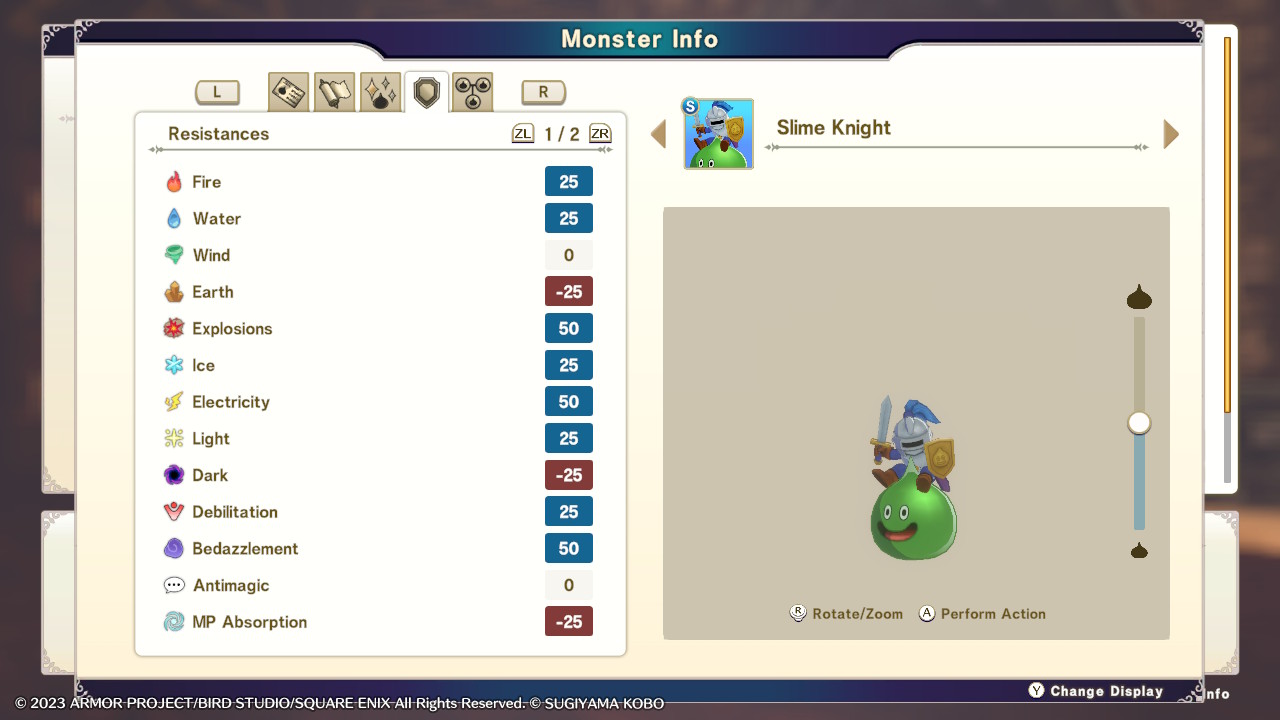 Monster Info
L
R
Resistances
ZL 1 / 2 ZR
Fire 25
Water 25
Wind 0
Earth -25
Explosions 50
Ice 25
Electricity 50
Light 25
Dark -25
Debilitation 25
Bedazzlement 50
Antimagic 0
MP Absorption -25
S
Slime Knight
R Rotate/Zoom A Perform Action
Y Change Display
Info
© 2023 ARMOR PROJECT/BIRD STUDIO/SQUARE ENIX All Rights Reserved. © SUGIYAMA KOBO